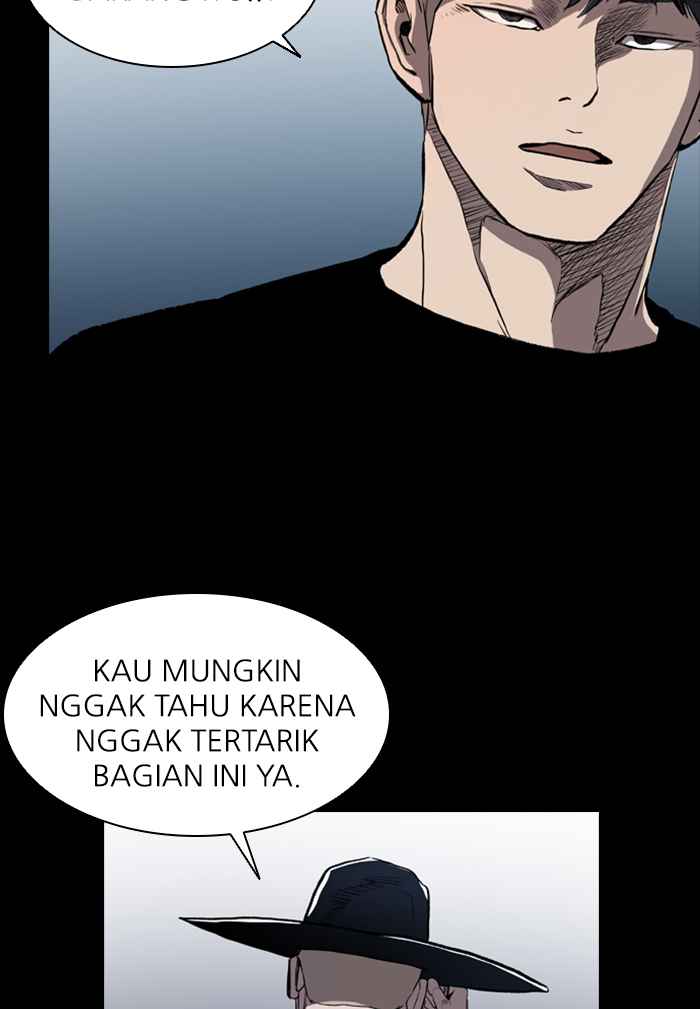 KAU MUNGKIN
NGGAK TAHU KARENA
NGGAK TERTARIK
BAGIAN INI YA.